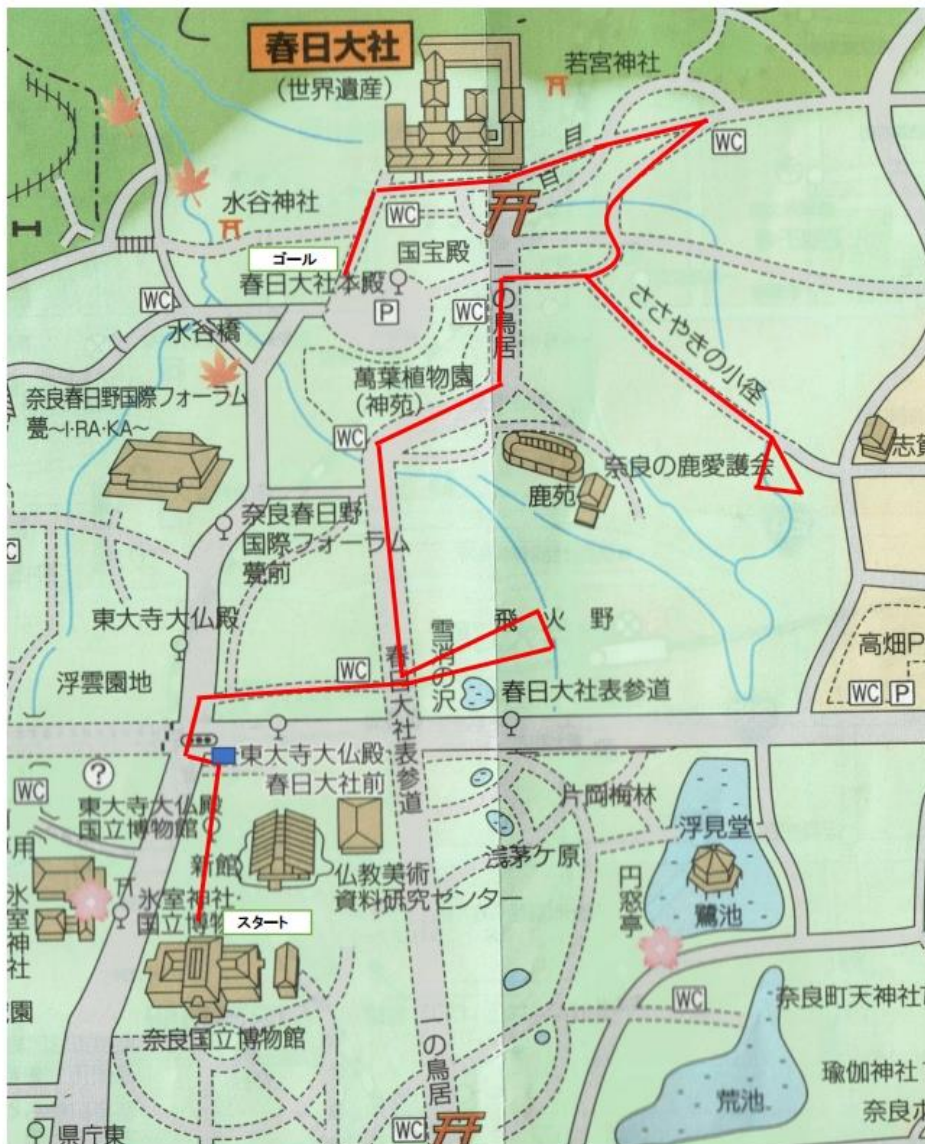 春日大社
(世界遺産)
若宮神社
WC
水谷神社
WC
国宝殿
ゴール
春日大社本殿
WC
P
WC
一の鳥居
水谷橋
ささやきの小径
萬葉植物園
(神苑)
奈良春日野国際フォーラム
甍~I・RA・KA~
WC
奈良の鹿愛護会
志賀
鹿苑
奈良春日野
国際フォーラム
甍前
C
東大寺大仏殿
飛火野
雪消の沢
高畑P
WC
浮雲園地
春日大社表参道
WC P
春日大社表参道
東大寺大仏殿
春日大社前
?
WC
東大寺大仏殿
国立博物館
片岡梅林
浮見堂
新館
仏教美術
資料研究センター
浅茅ケ原
円窓亭
鷺池
氷室神社・
国立博物
スタート
氷室神社
奈良国立博物館
WC
奈良町天神社
一の鳥居
瑜伽神社
荒池
県庁東
WC